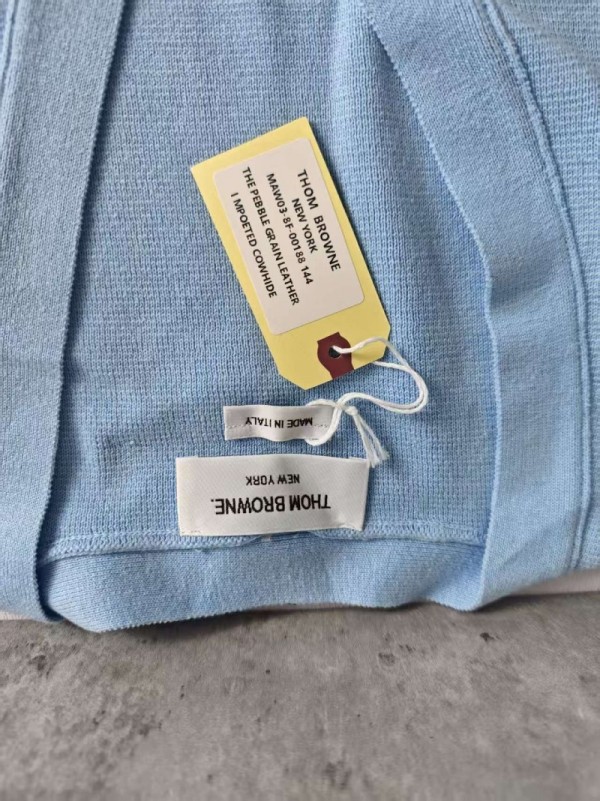 THOM BROWNE
NEW YORK
MAW03-8F-00188 144
THE PEBBLE GRAIN LEATHER
I MPOETED COWHIDE
MADE IN ITALY
THOM BROWNE.
NEW YORK